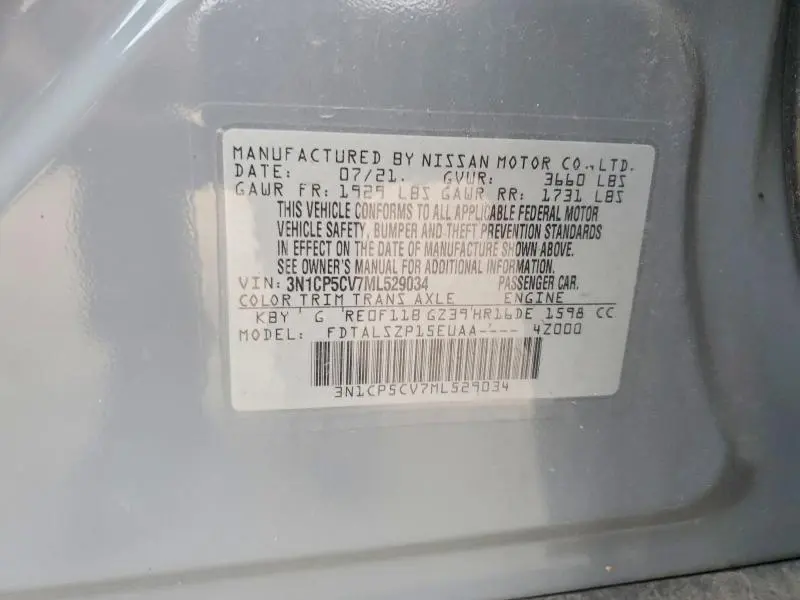 MANUFACTURED BY NISSAN MOTOR CO., LTD.
DATE: 07/21. GVWR: 3660 LBS
GAWR FR: 1929 LBS GAWR RR: 1731 LBS
THIS VEHICLE CONFORMS TO ALL APPLICABLE FEDERAL MOTOR
VEHICLE SAFETY, BUMPER AND THEFT PREVENTION STANDARDS
IN EFFECT ON THE DATE OF MANUFACTURE SHOWN ABOVE.
SEE OWNER'S MANUAL FOR ADDITIONAL INFORMATION.
VIN: 3N1CP5CV7ML529034 PASSENGER CAR.
COLOR TRIM TRANS AXLE ENGINE
KBY ' G 'RE0F11B GZ39'HR16DE 1598 CC
MODEL: FDTALSZP15EUAA---- 4Z000
3N1CP5CV7ML529034